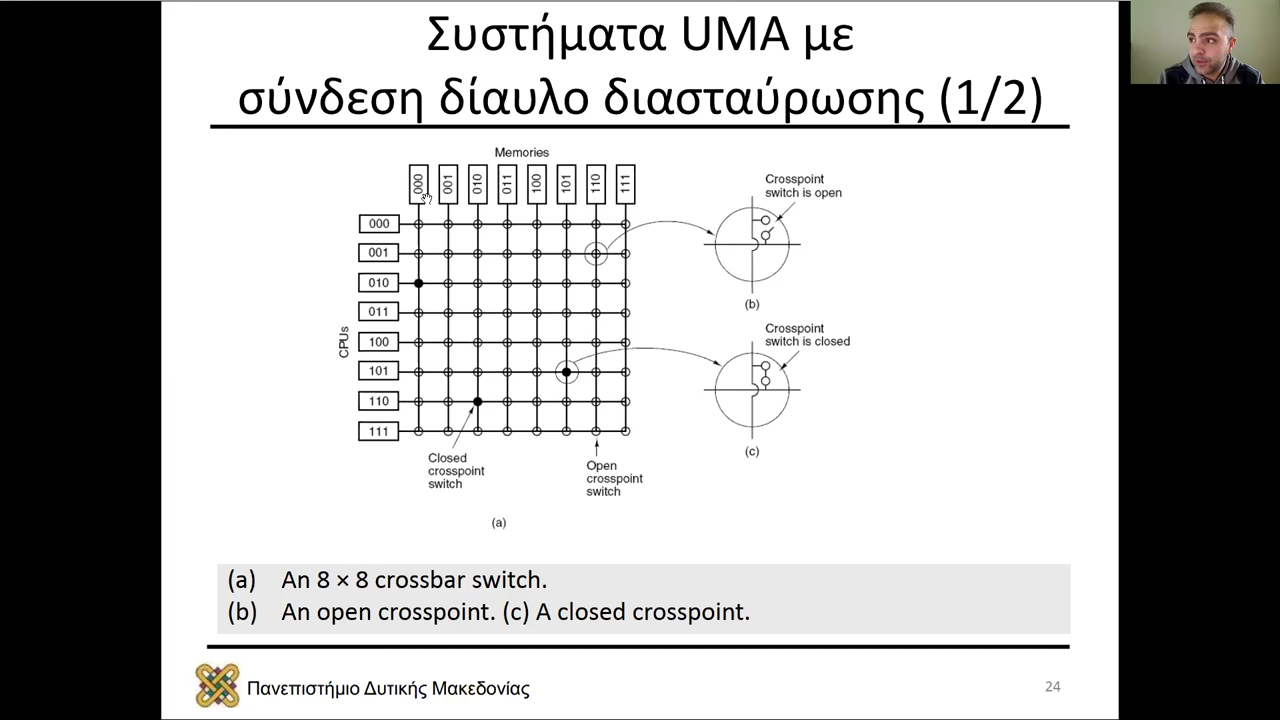 Συστήματα UMA με
σύνδεση δίαυλο διασταύρωσης (1/2)
Memories
000 001 010 011 100 101 110 111
CPUs
000
001
010
011
100
101
110
111
Closed
crosspoint
switch
Open
crosspoint
switch
(a)
Crosspoint
switch is open
(b)
Crosspoint
switch is closed
(c)
(a) An 8 × 8 crossbar switch.
(b) An open crosspoint. (c) A closed crosspoint.
Πανεπιστήμιο Δυτικής Μακεδονίας
24